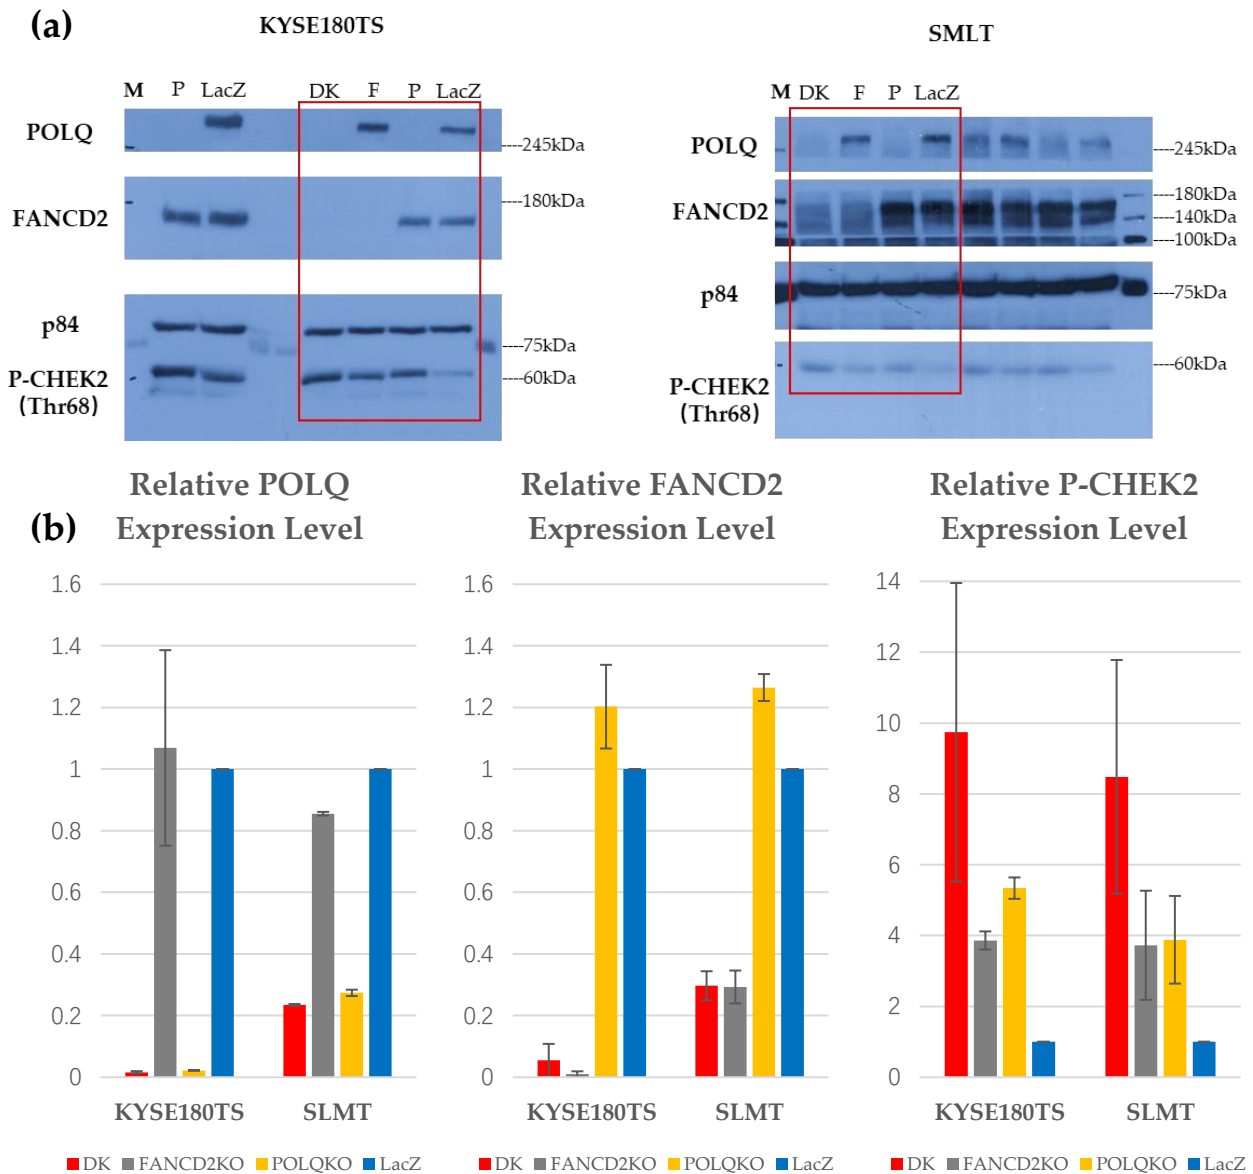 (a)
KYSE180TS
SMLT
M P LacZ DK F P LacZ
M DK F P LacZ
POLQ
----245kDa
FANCD2
----180kDa
p84
----75kDa
P-CHEK2
(Thr68)
----60kDa
POLQ
----245kDa
FANCD2
----180kDa
----140kDa
----100kDa
p84
----75kDa
P-CHEK2
(Thr68)
----60kDa
(b)
Relative POLQ
Expression Level
1.6
1.4
1.2
1
0.8
0.6
0.4
0.2
0
KYSE180TS SLMT
DK FANCD2KO POLQKO LacZ
Relative FANCD2
Expression Level
1.6
1.4
1.2
1
0.8
0.6
0.4
0.2
0
KYSE180TS SLMT
DK FANCD2KO POLQKO LacZ
Relative P-CHEK2
Expression Level
14
12
10
8
6
4
2
0
KYSE180TS SLMT
DK FANCD2KO POLQKO LacZ